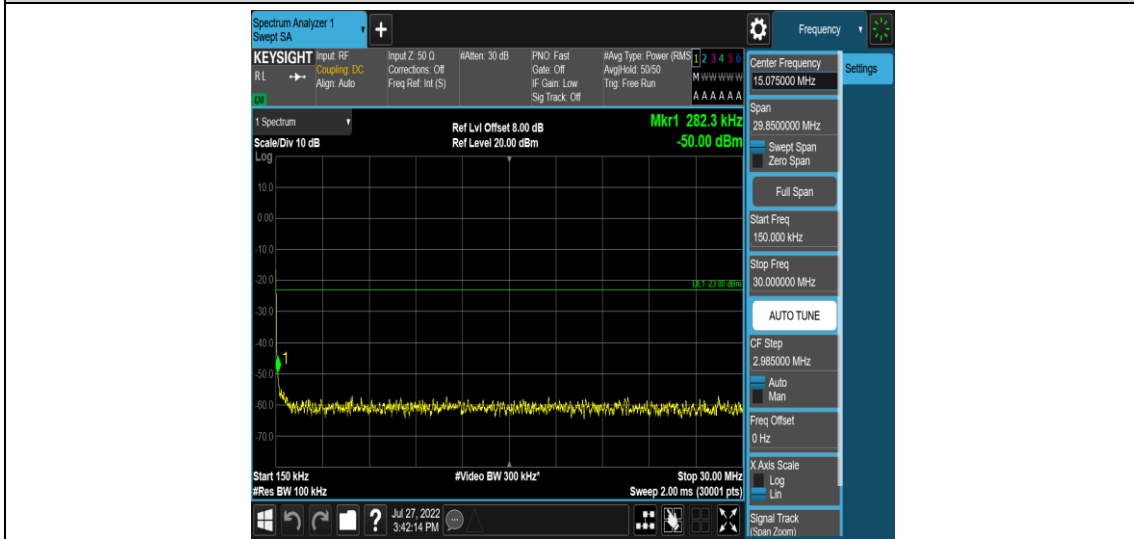 Spectrum Analyzer 1
Swept SA
+
Frequency
KEYSIGHT
RL
Input: RF
Coupling: DC
Align: Auto
Input Z: 50 Ω
Corrections: Off
Freq Ref: Int (S)
#Atten: 30 dB
PNO: Fast
Gate: Off
IF Gain: Low
Sig Track: Off
#Avg Type: Power (RMS
Avg|Hold: 50/50
Trig: Free Run
1 2 3 4 5 6
M W W W W W
A A A A A A
1 Spectrum
Scale/Div 10 dB
Log
Ref Lvl Offset 8.00 dB
Ref Level 20.00 dBm
Mkr1 282.3 kHz
-50.00 dBm
10.0
0.00
-10.0
-20.0
-30.0
-40.0
-50.0
-60.0
-70.0
DL1 -23.00 dBm
1
Start 150 kHz
#Res BW 100 kHz
#Video BW 300 kHz*
Stop 30.00 MHz
Sweep 2.00 ms (30001 pts)
Center Frequency
15.075000 MHz
Settings
Span
29.8500000 MHz
Swept Span
Zero Span
Full Span
Start Freq
150.000 kHz
Stop Freq
30.000000 MHz
AUTO TUNE
CF Step
2.985000 MHz
Auto
Man
Freq Offset
0 Hz
X Axis Scale
Log
Lin
Signal Track
(Span Zoom)
?
Jul 27, 2022
3:42:14 PM